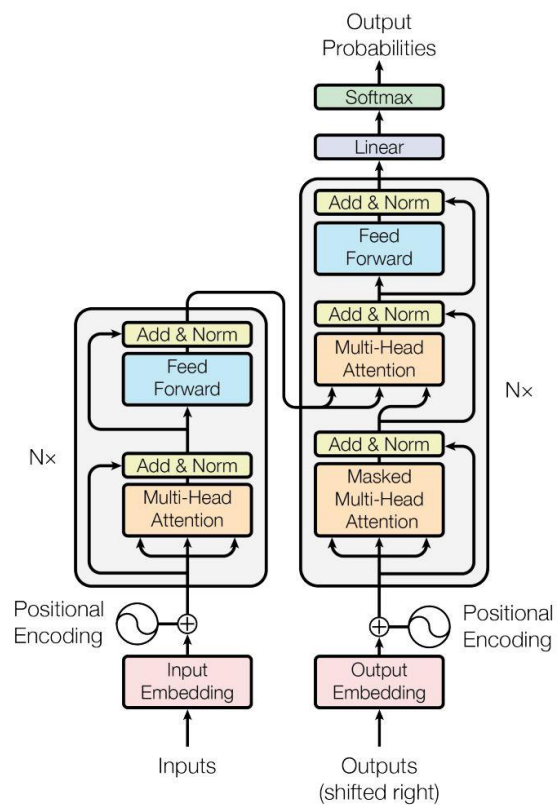 Output
Probabilities
Softmax
Linear
Add & Norm
Feed
Forward
Add & Norm
Multi-Head
Attention
Nx
Add & Norm
Masked
Multi-Head
Attention
Add & Norm
Feed
Forward
Nx
Add & Norm
Multi-Head
Attention
Positional
Encoding
Positional
Encoding
Input
Embedding
Output
Embedding
Inputs
Outputs
(shifted right)